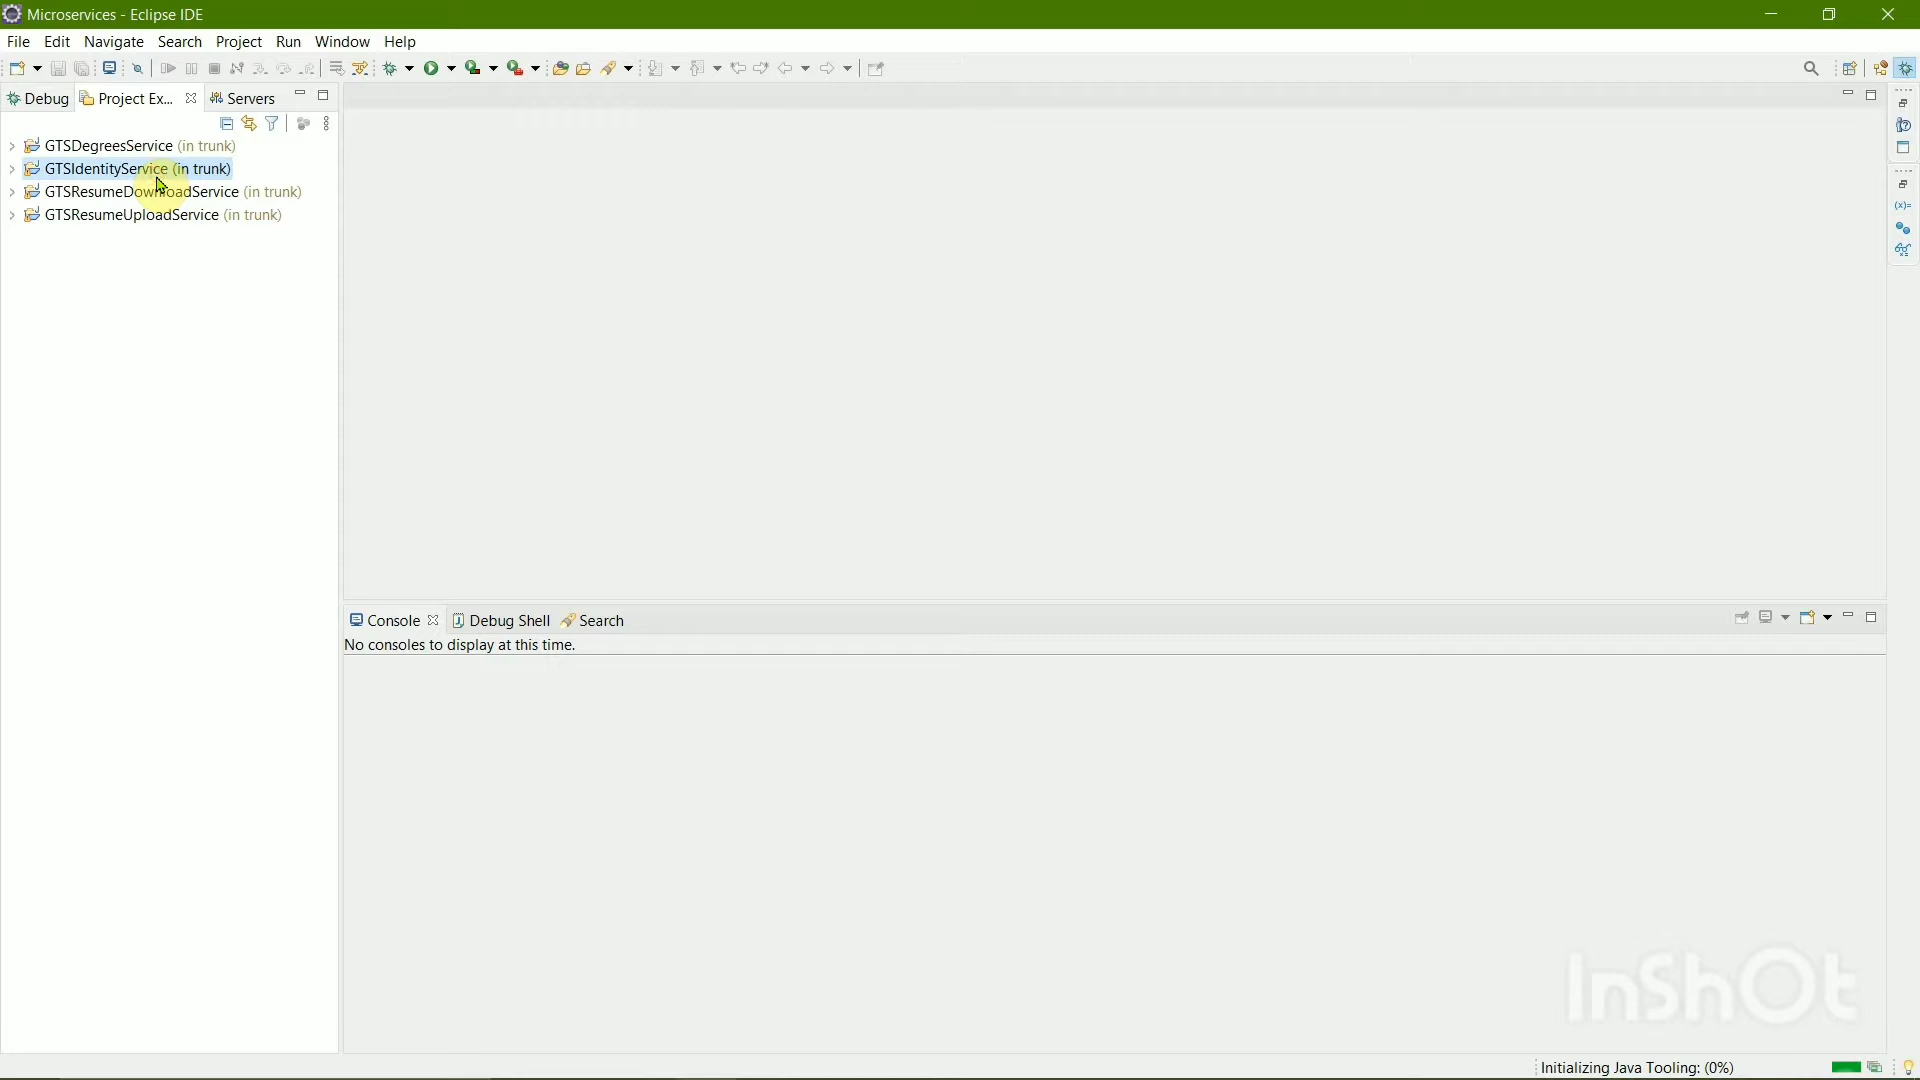 Microservices - Eclipse IDE
File Edit Navigate Search Project Run Window Help
Debug Project Ex... Servers
GTSDegreesService (in trunk)
GTSIdentityService (in trunk)
GTSResumeDownloadService (in trunk)
GTSResumeUploadService (in trunk)
Console Debug Shell Search
No consoles to display at this time.
InShOt
Initializing Java Tooling: (0%)